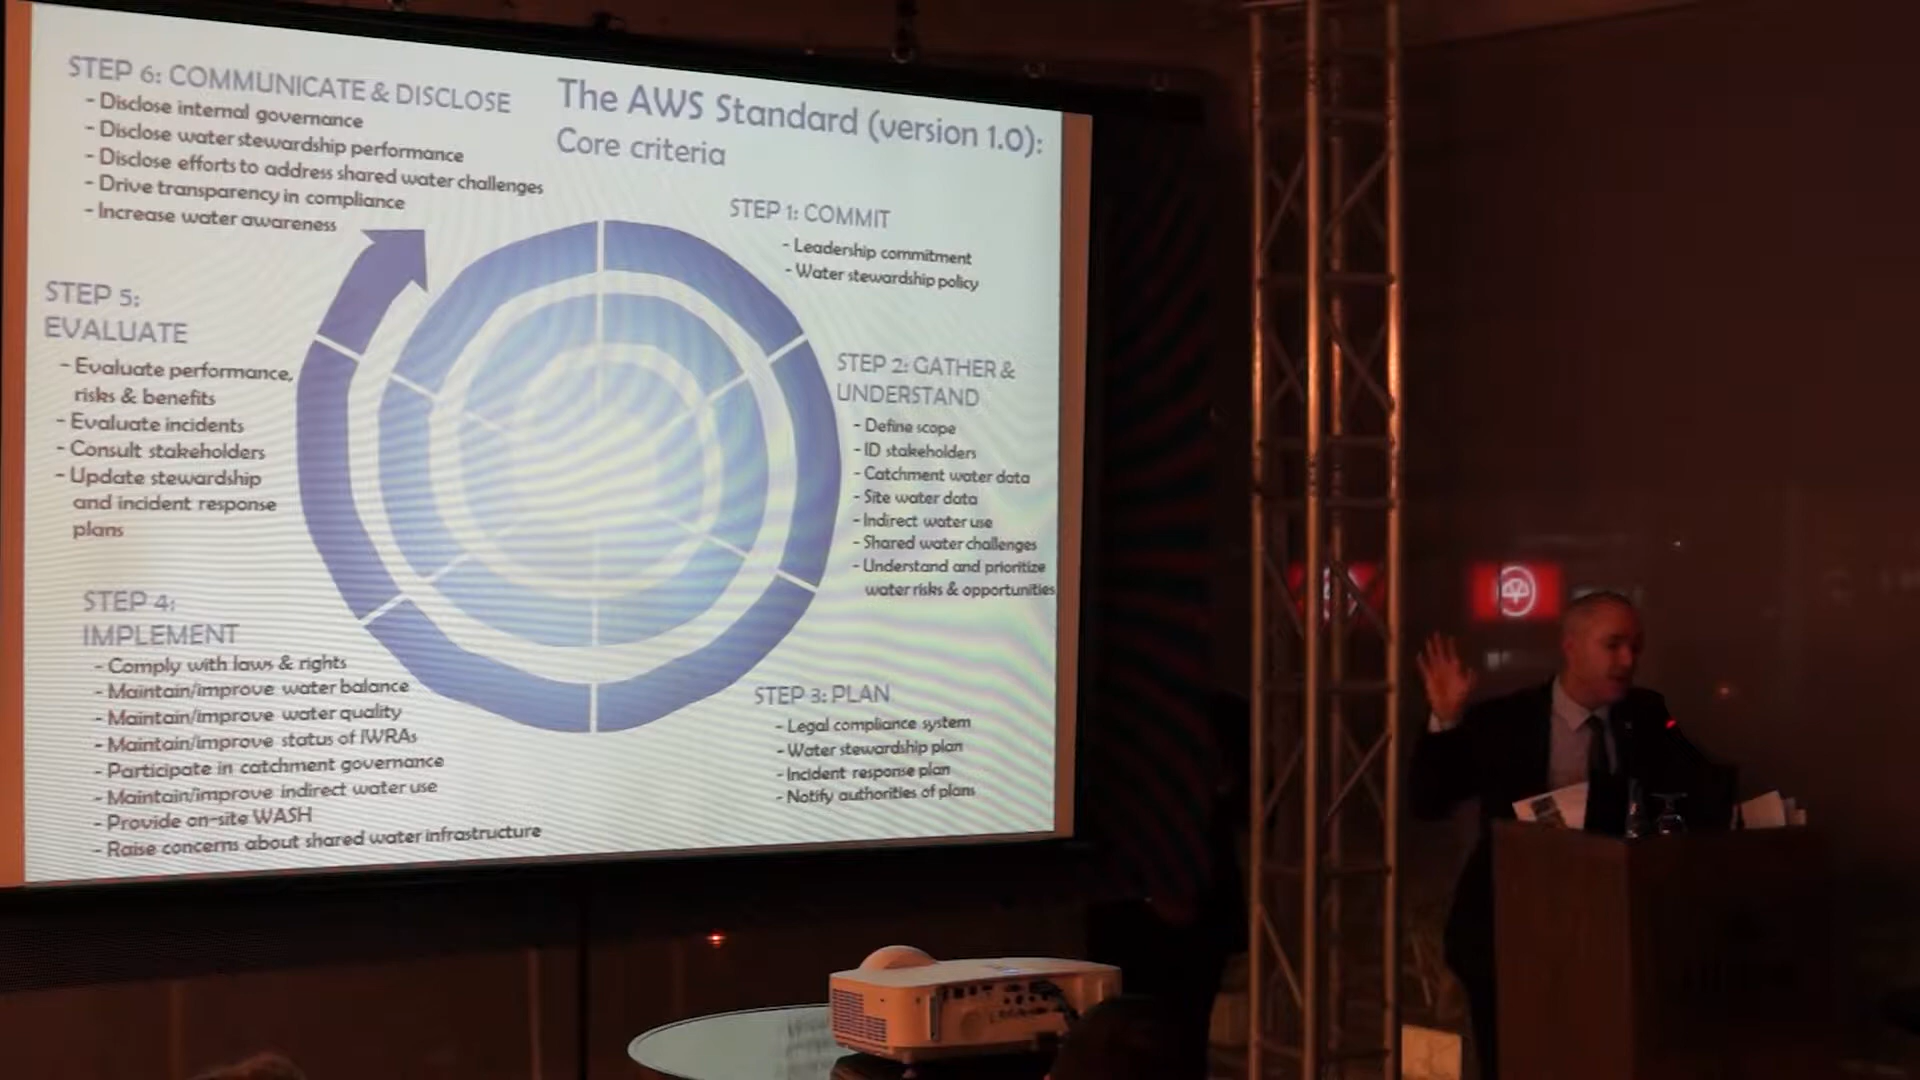 The AWS Standard (version 1.0):
Core criteria
STEP 1: COMMIT
- Leadership commitment
- Water stewardship policy
STEP 2: GATHER &
UNDERSTAND
- Define scope
- ID stakeholders
- Catchment water data
- Site water data
- Indirect water use
- Shared water challenges
- Understand and prioritize
water risks & opportunities
STEP 3: PLAN
- Legal compliance system
- Water stewardship plan
- Incident response plan
- Notify authorities of plans
STEP 4:
IMPLEMENT
- Comply with laws & rights
- Maintain/improve water balance
- Maintain/improve water quality
- Maintain/improve status of IWRAs
- Participate in catchment governance
- Maintain/improve indirect water use
- Provide on-site WASH
- Raise concerns about shared water infrastructure
STEP 5:
EVALUATE
- Evaluate performance,
risks & benefits
- Evaluate incidents
- Consult stakeholders
- Update stewardship
and incident response
plans
STEP 6: COMMUNICATE & DISCLOSE
- Disclose internal governance
- Disclose water stewardship performance
- Disclose efforts to address shared water challenges
- Drive transparency in compliance
- Increase water awareness